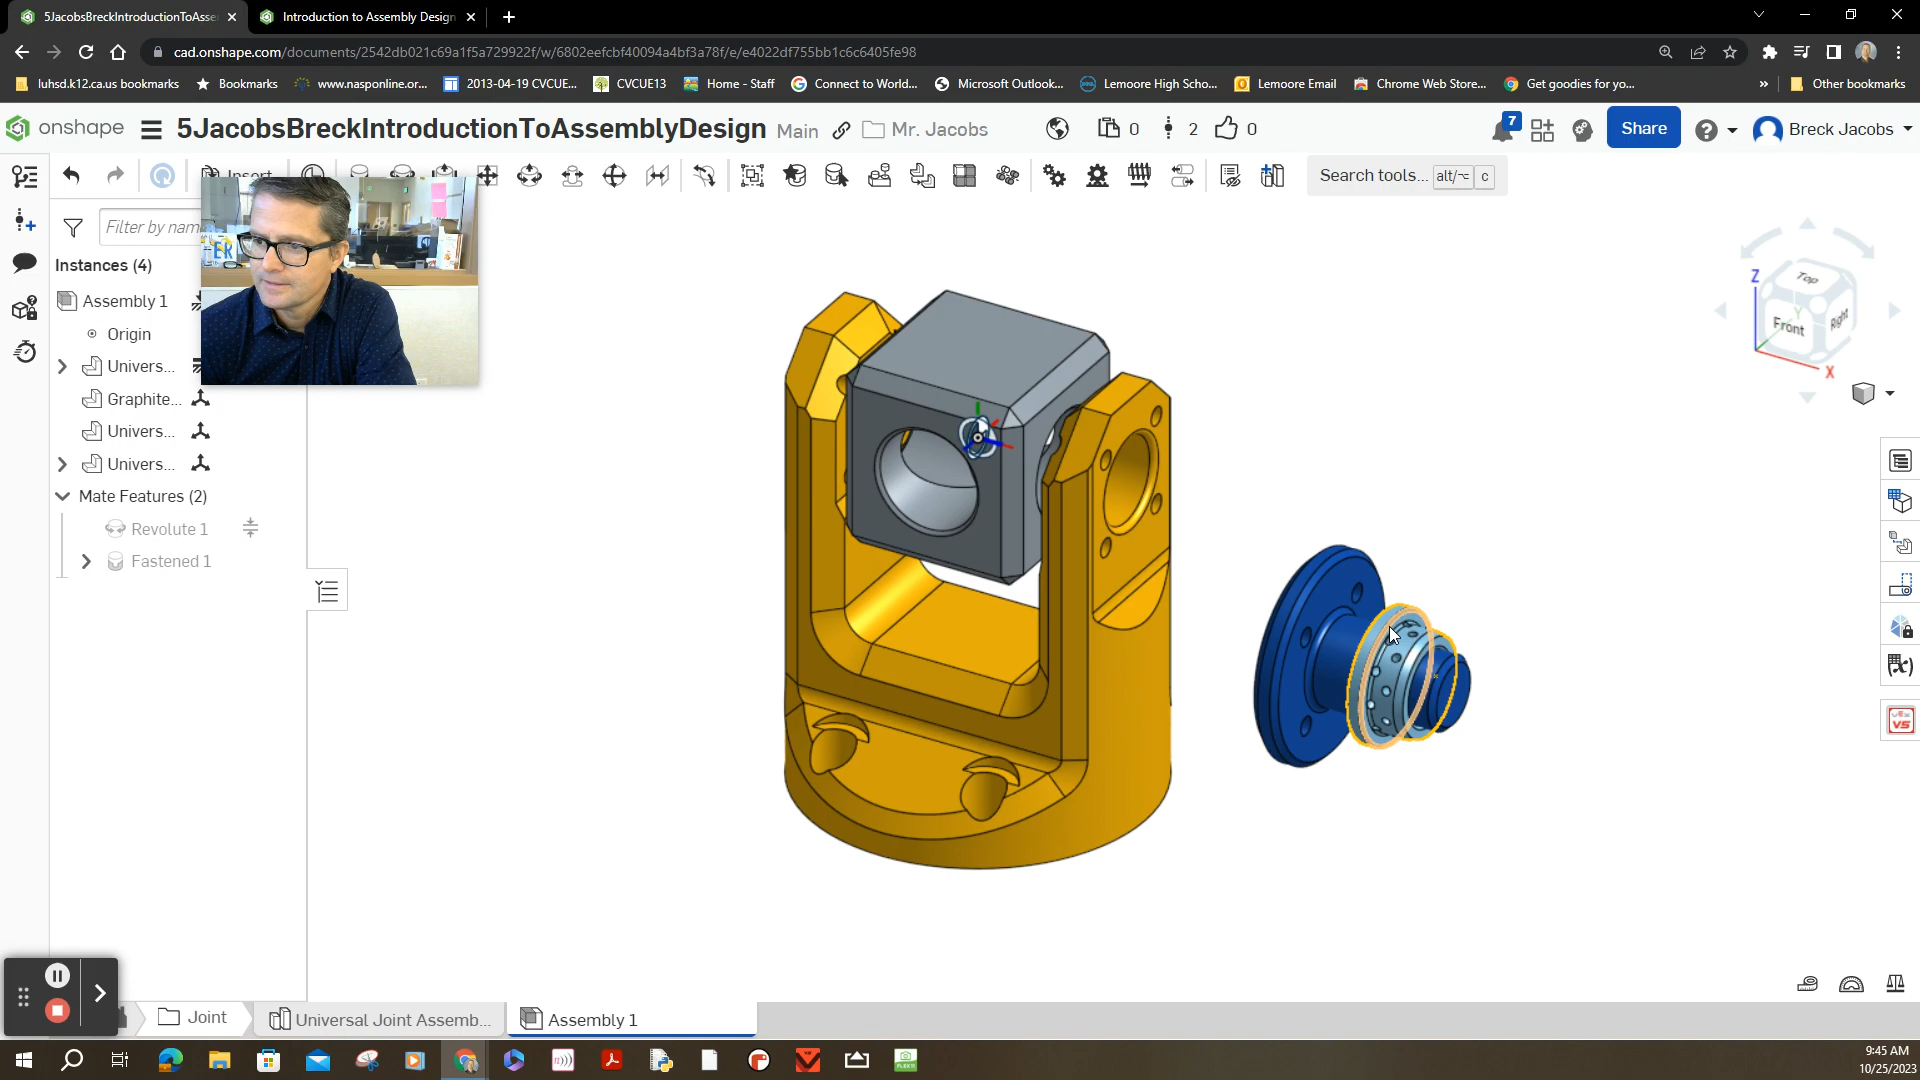 5JacobsBreckIntroductionToAsse
Introduction to Assembly Design
cad.onshape.com/documents/2542db021c69a1f5a729922f/w/6802eefcbf40094a4bf3a78f/e/e4022df755bb1c6c6405fe98
luhsd.k12.ca.us bookmarks
Bookmarks
www.nasponline.or...
2013-04-19 CVCUE...
CVCUE13
Home - Staff
Connect to World...
Microsoft Outlook...
Lemoore High Scho...
Lemoore Email
Chrome Web Store...
Get goodies for yo...
»
Other bookmarks
onshape
5JacobsBreckIntroductionToAssemblyDesign
Main
Mr. Jacobs
0
2
0
7
Share
Breck Jacobs
Insert
Search tools... alt/⌥ c
Filter by nam
Instances (4)
Assembly 1
Origin
Univers...
Graphite...
Univers...
Univers...
Mate Features (2)
Revolute 1
Fastened 1
Top
Front
Right
Z
Y
X
(x)
VEX
V5
Joint
Universal Joint Assemb...
Assembly 1
9:45 AM
10/25/2023